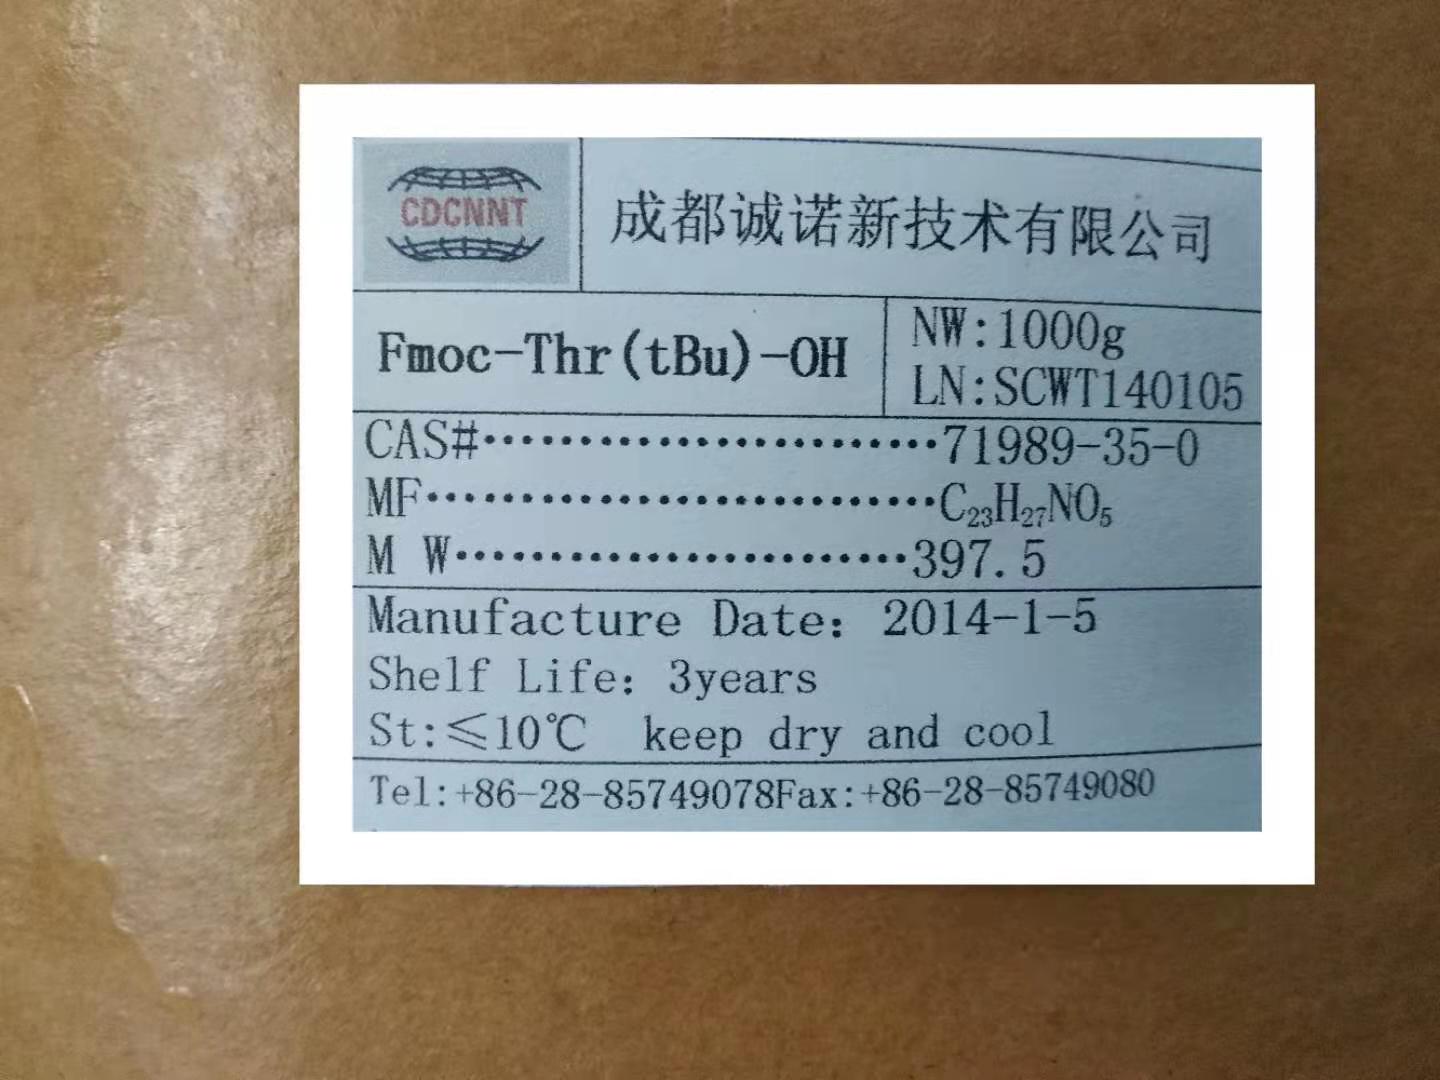 CDCNNT
成都诚诺新技术有限公司
Fmoc-Thr(tBu)-OH
NW:1000g
LN:SCWT140105
CAS#························71989-35-0
MF···························C₂₃H₂₇NO₅
M W························397.5
Manufacture Date: 2014-1-5
Shelf Life: 3years
St:≤10℃ keep dry and cool
Tel:+86-28-85749078Fax:+86-28-85749080